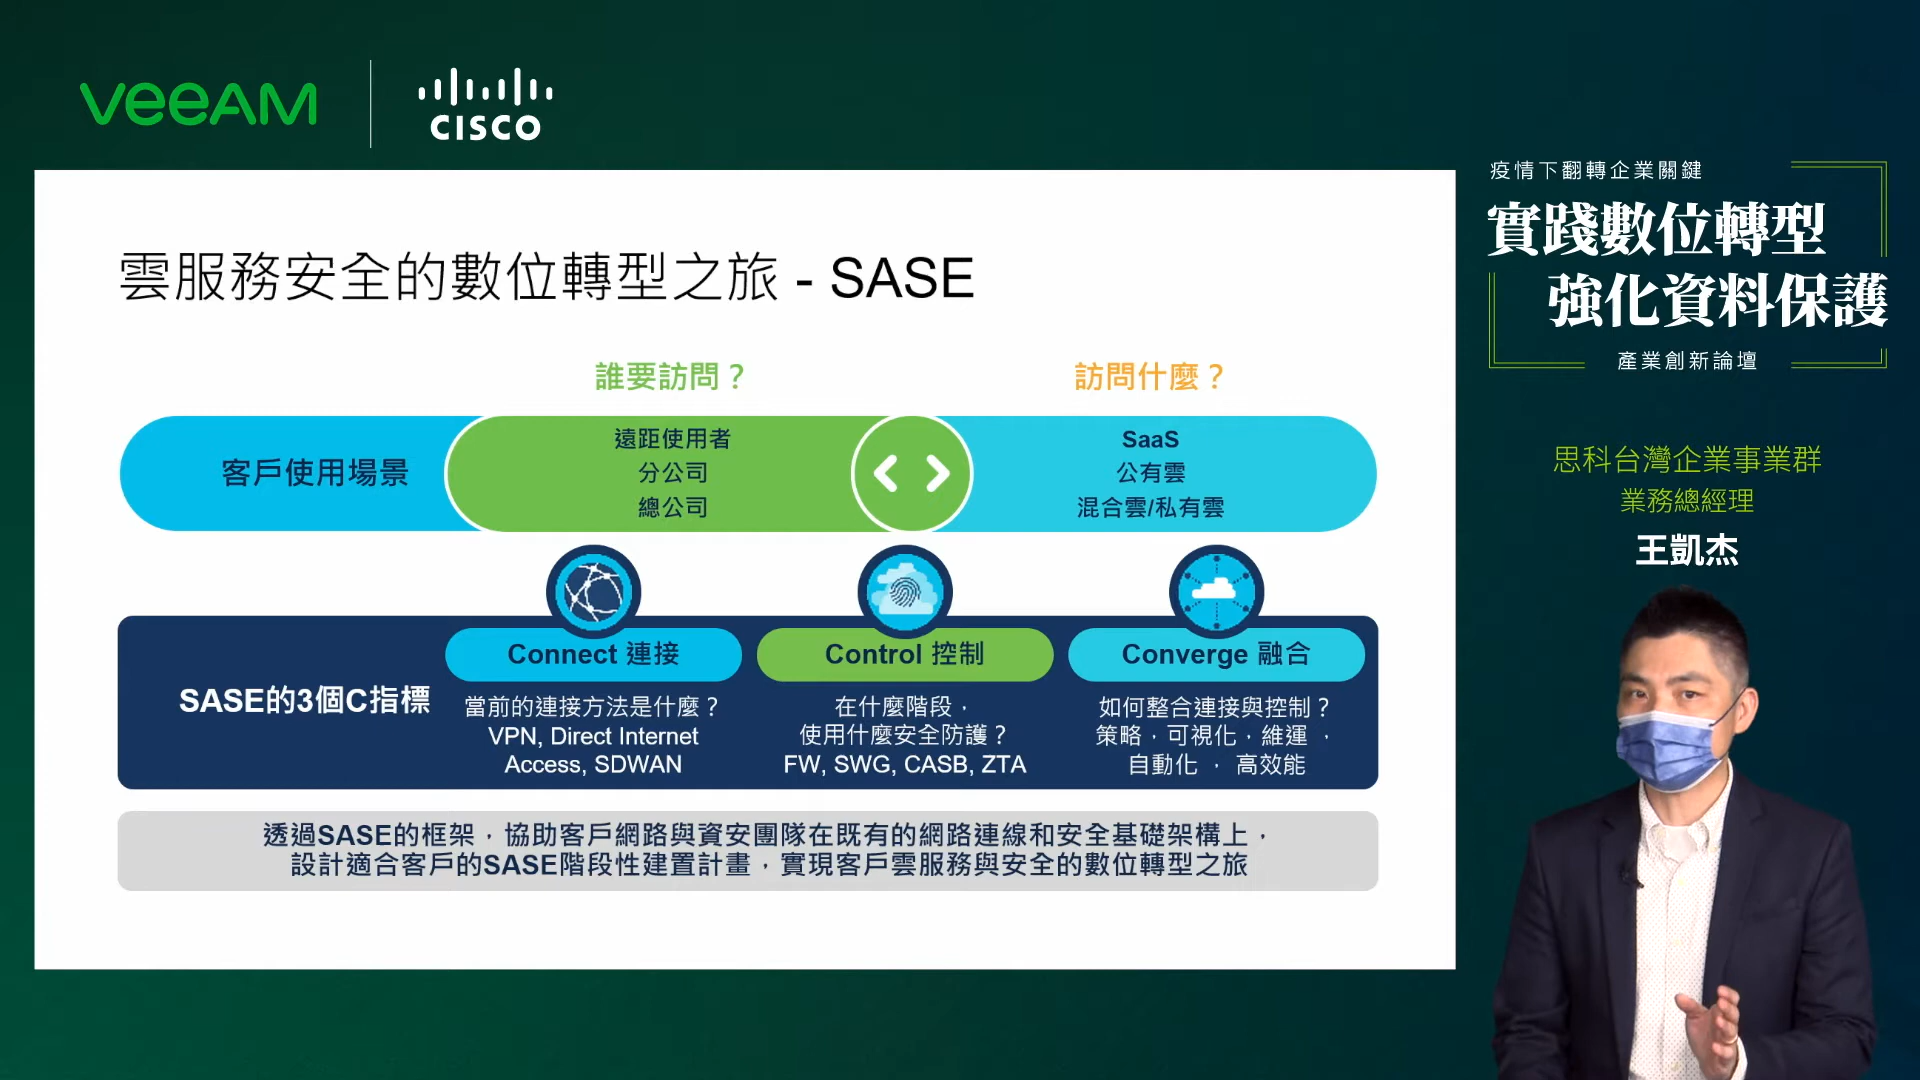 veeAM
CISCO
疫情下翻轉企業關鍵
實踐數位轉型
強化資料保護
產業創新論壇
思科台灣企業事業群
業務總經理
王凱杰
雲服務安全的數位轉型之旅 - SASE
誰要訪問？
訪問什麼？
客戶使用場景
遠距使用者
分公司
總公司
SaaS
公有雲
混合雲/私有雲
SASE的3個C指標
Connect 連接
當前的連接方法是什麼？
VPN, Direct Internet
Access, SDWAN
Control 控制
在什麼階段，
使用什麼安全防護？
FW, SWG, CASB, ZTA
Converge 融合
如何整合連接與控制？
策略，可視化，維運 ，
自動化 ， 高效能
透過SASE的框架，協助客戶網路與資安團隊在既有的網路連線和安全基礎架構上，
設計適合客戶的SASE階段性建置計畫，實現客戶雲服務與安全的數位轉型之旅